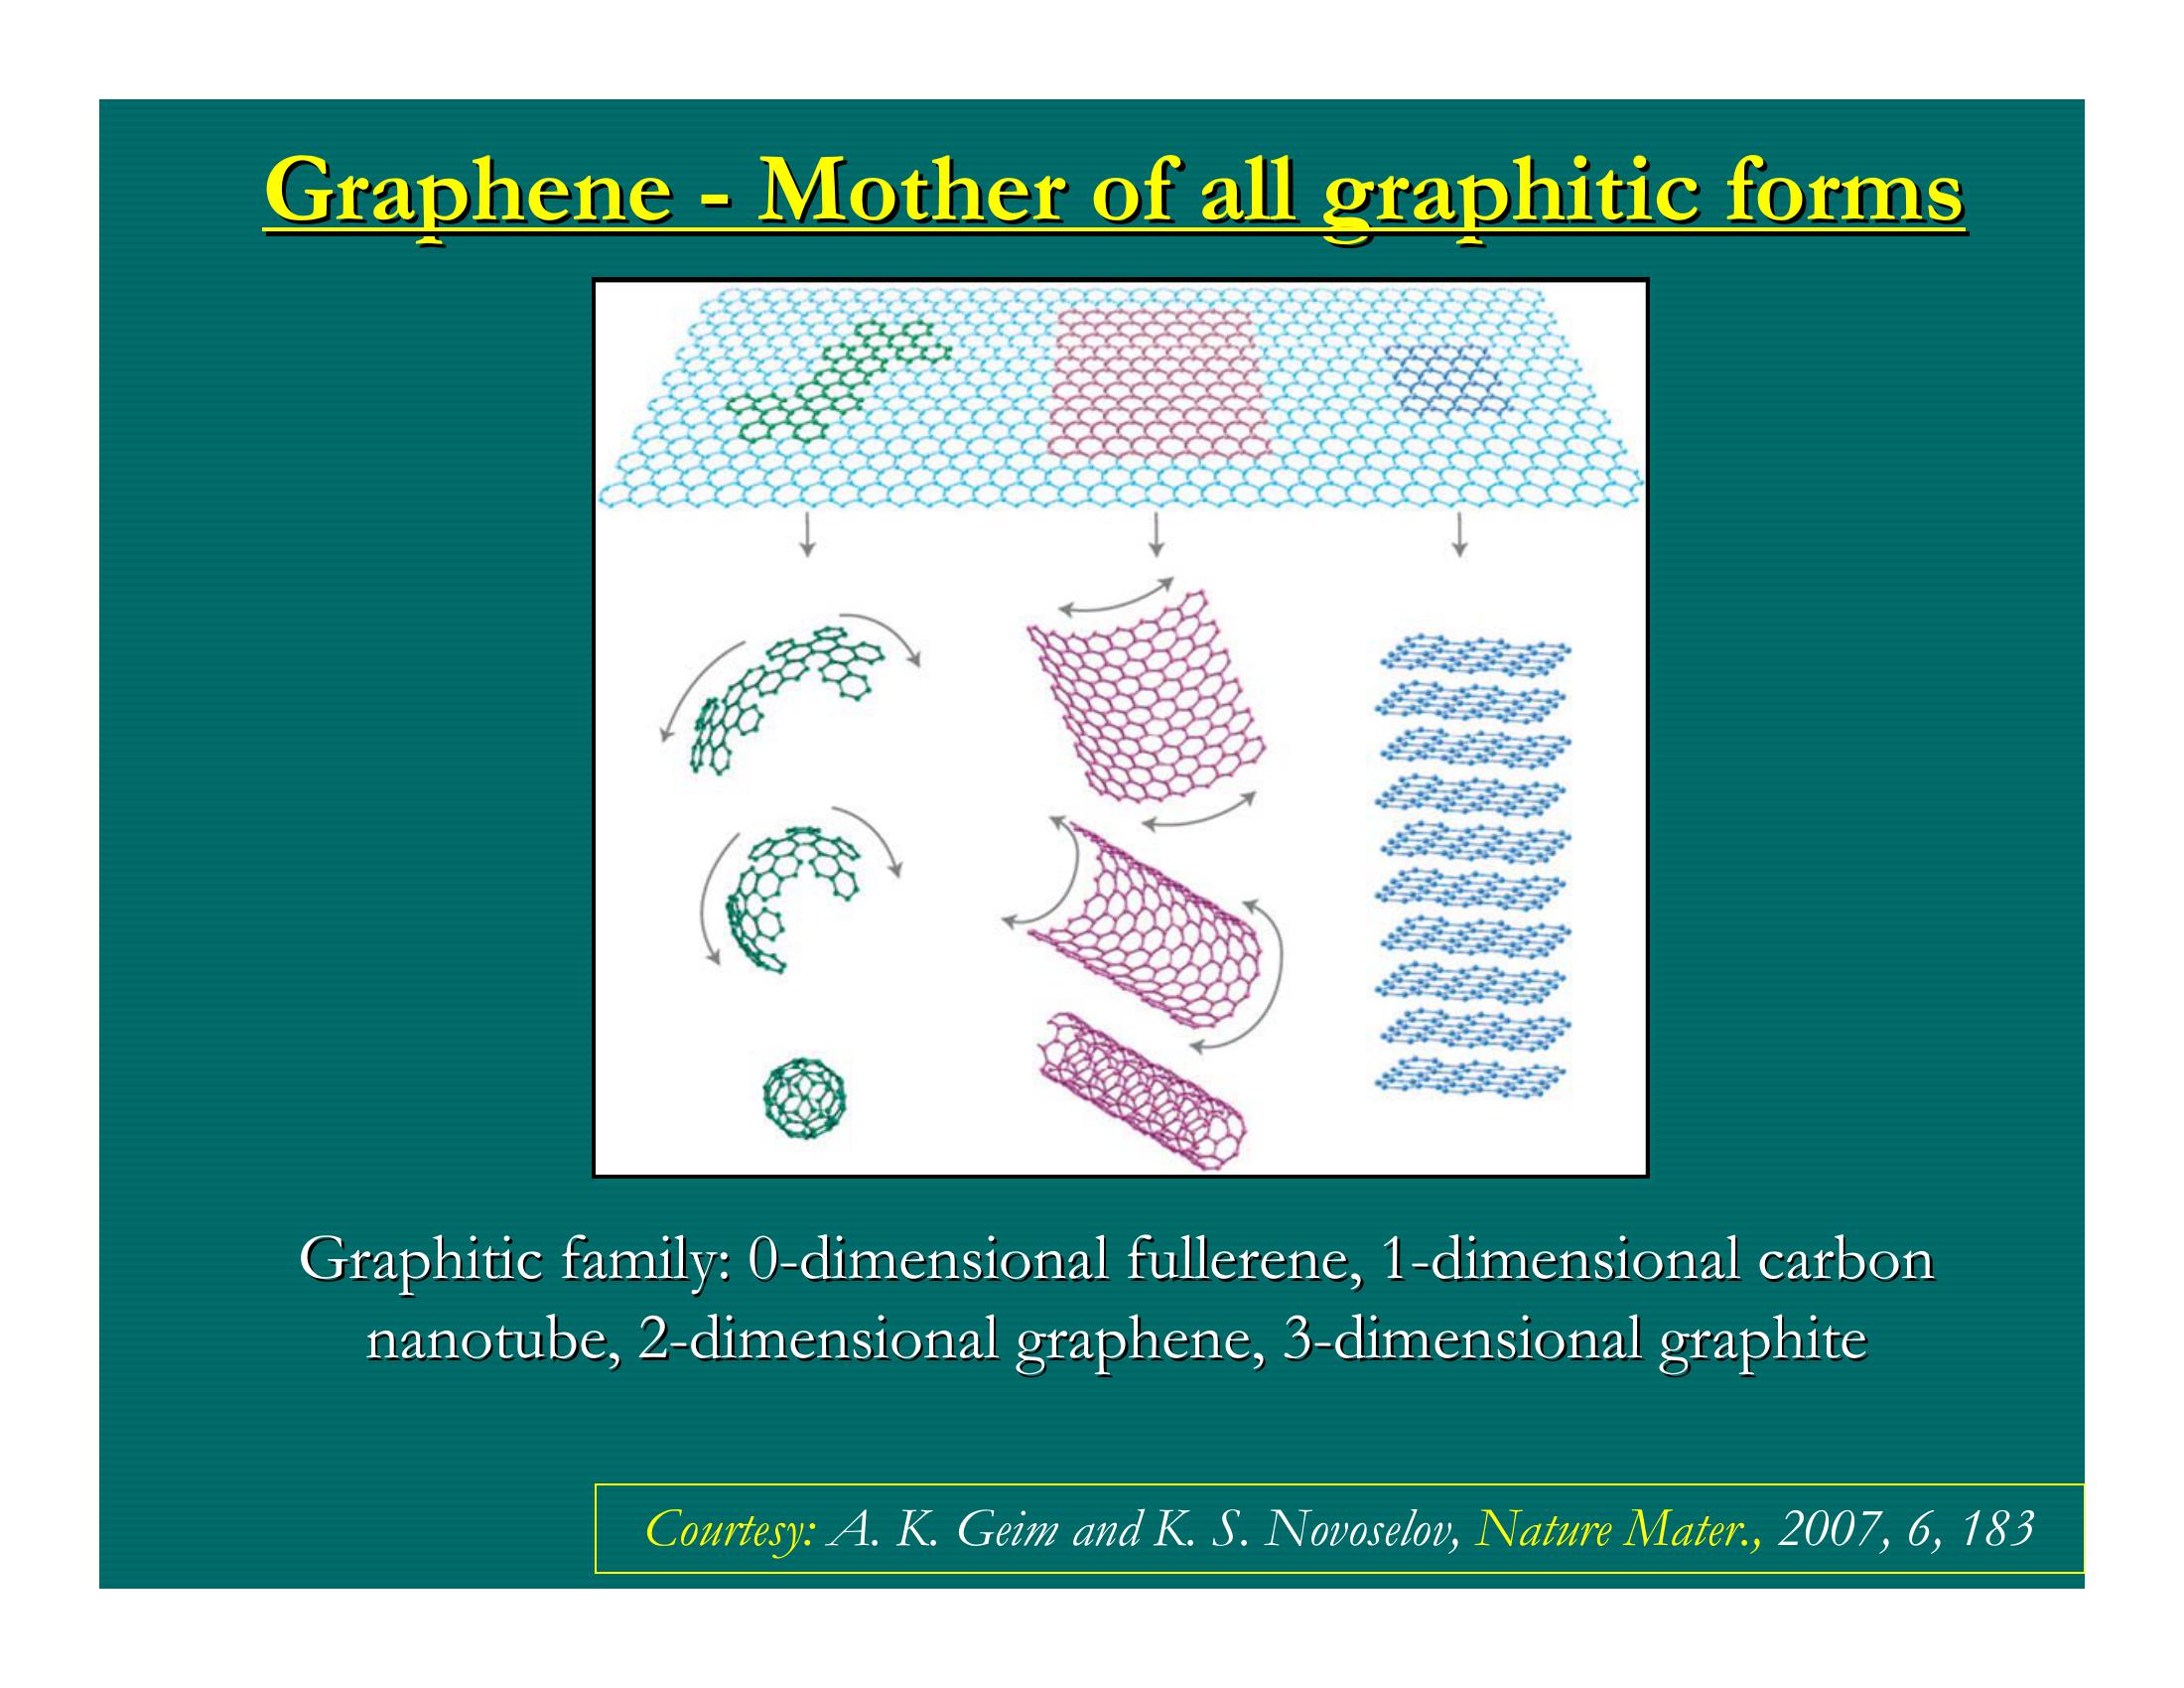 Graphene - Mother of all graphitic forms
Graphitic family: 0-dimensional fullerene, 1-dimensional carbon
nanotube, 2-dimensional graphene, 3-dimensional graphite
Courtesy: A. K. Geim and K. S. Novoselov, Nature Mater., 2007, 6, 183